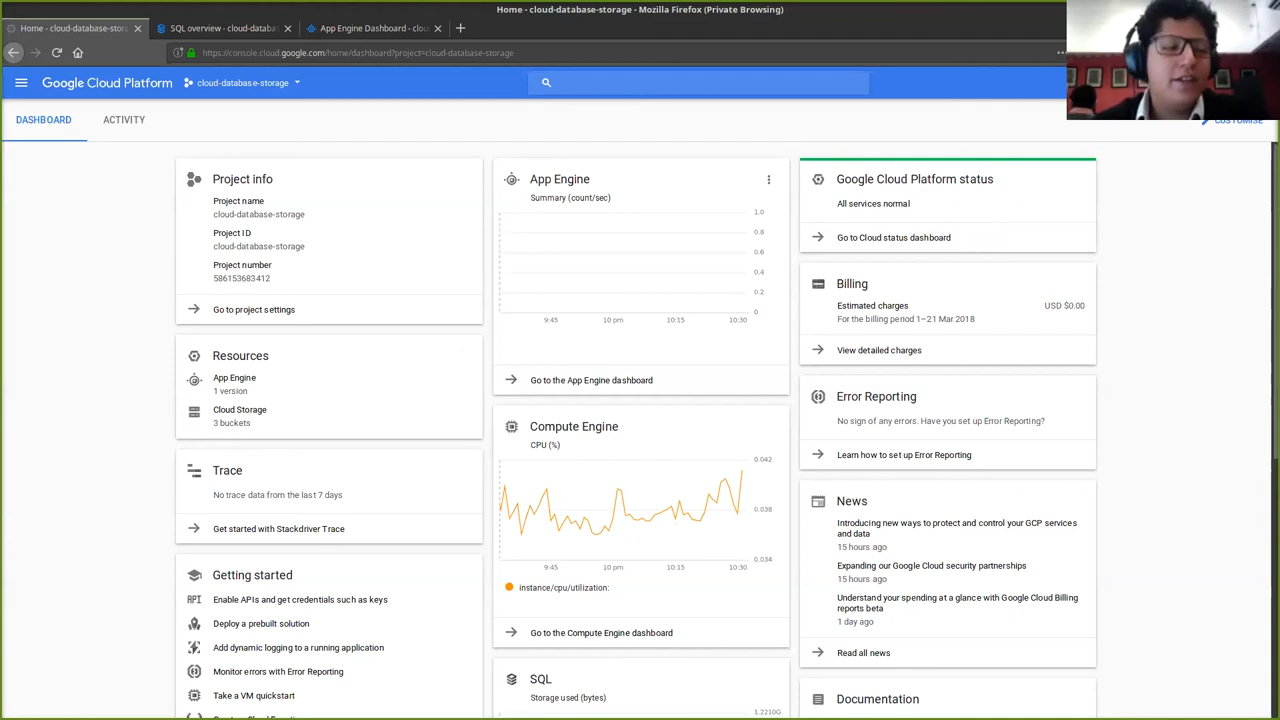 Home - cloud-database-storage - Mozilla Firefox (Private Browsing)
Home - cloud-database-stora
SQL overview - cloud-databas
App Engine Dashboard - clou
https://console.cloud.google.com/home/dashboard?project=cloud-database-storage
Google Cloud Platform
cloud-database-storage
DASHBOARD
ACTIVITY
CUSTOMISE
Project info
Project name
cloud-database-storage
Project ID
cloud-database-storage
Project number
586153683412
Go to project settings
Resources
App Engine
1 version
Cloud Storage
3 buckets
Trace
No trace data from the last 7 days
Get started with Stackdriver Trace
Getting started
API
Enable APIs and get credentials such as keys
Deploy a prebuilt solution
Add dynamic logging to a running application
Monitor errors with Error Reporting
Take a VM quickstart
App Engine
Summary (count/sec)
1.0
0.8
0.6
0.4
0.2
0
9:45
10 pm
10:15
10:30
Go to the App Engine dashboard
Compute Engine
CPU (%)
0.042
0.038
0.034
9:45
10 pm
10:15
10:30
instance/cpu/utilization:
Go to the Compute Engine dashboard
SQL
Storage used (bytes)
1.2210G
Google Cloud Platform status
All services normal
Go to Cloud status dashboard
Billing
Estimated charges
USD $0.00
For the billing period 1–21 Mar 2018
View detailed charges
Error Reporting
No sign of any errors. Have you set up Error Reporting?
Learn how to set up Error Reporting
News
Introducing new ways to protect and control your GCP services
and data
15 hours ago
Expanding our Google Cloud security partnerships
15 hours ago
Understand your spending at a glance with Google Cloud Billing
reports beta
1 day ago
Read all news
Documentation